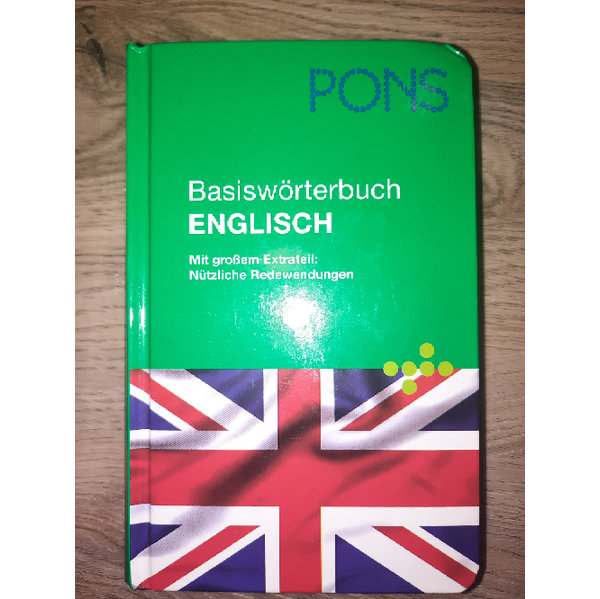 PONS
Basiswörterbuch
ENGLISCH
Mit großem Extrateil:
Nützliche Redewendungen